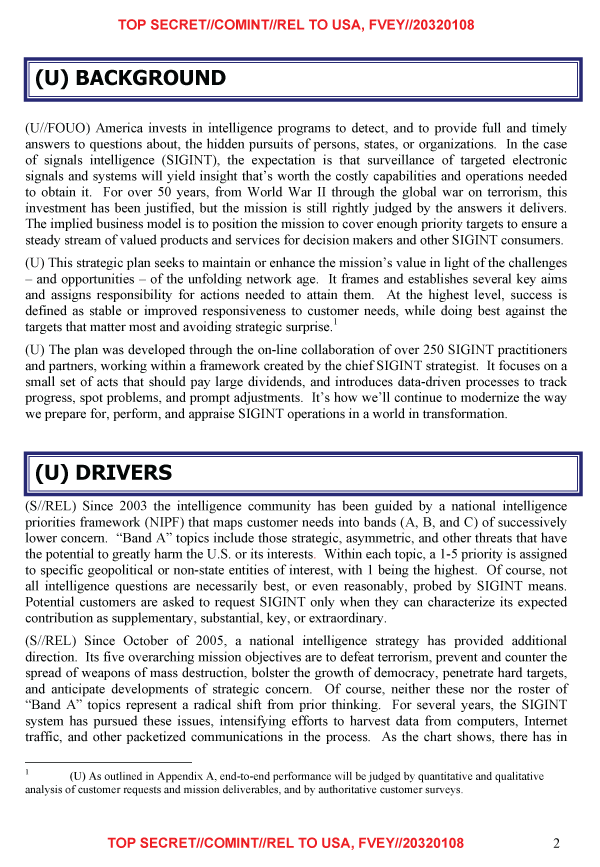 TOP SECRET//COMINT//REL TO USA, FVEY//20320108
(U) BACKGROUND
(U//FOUO) America invests in intelligence programs to detect, and to provide full and timely
answers to questions about, the hidden pursuits of persons, states, or organizations. In the case
of signals intelligence (SIGINT), the expectation is that surveillance of targeted electronic
signals and systems will yield insight that's worth the costly capabilities and operations needed
to obtain it. For over 50 years, from World War II through the global war on terrorism, this
investment has been justified, but the mission is still rightly judged by the answers it delivers.
The implied business model is to position the mission to cover enough priority targets to ensure a
steady stream of valued products and services for decision makers and other SIGINT consumers.
(U) This strategic plan seeks to maintain or enhance the mission's value in light of the challenges
– and opportunities – of the unfolding network age. It frames and establishes several key aims
and assigns responsibility for actions needed to attain them. At the highest level, success is
defined as stable or improved responsiveness to customer needs, while doing best against the
targets that matter most and avoiding strategic surprise.1
(U) The plan was developed through the on-line collaboration of over 250 SIGINT practitioners
and partners, working within a framework created by the chief SIGINT strategist. It focuses on a
small set of acts that should pay large dividends, and introduces data-driven processes to track
progress, spot problems, and prompt adjustments. It's how we'll continue to modernize the way
we prepare for, perform, and appraise SIGINT operations in a world in transformation.
(U) DRIVERS
(S//REL) Since 2003 the intelligence community has been guided by a national intelligence
priorities framework (NIPF) that maps customer needs into bands (A, B, and C) of successively
lower concern. “Band A” topics include those strategic, asymmetric, and other threats that have
the potential to greatly harm the U.S. or its interests. Within each topic, a 1-5 priority is assigned
to specific geopolitical or non-state entities of interest, with 1 being the highest. Of course, not
all intelligence questions are necessarily best, or even reasonably, probed by SIGINT means.
Potential customers are asked to request SIGINT only when they can characterize its expected
contribution as supplementary, substantial, key, or extraordinary.
(S//REL) Since October of 2005, a national intelligence strategy has provided additional
direction. Its five overarching mission objectives are to defeat terrorism, prevent and counter the
spread of weapons of mass destruction, bolster the growth of democracy, penetrate hard targets,
and anticipate developments of strategic concern. Of course, neither these nor the roster of
“Band A” topics represent a radical shift from prior thinking. For several years, the SIGINT
system has pursued these issues, intensifying efforts to harvest data from computers, Internet
traffic, and other packetized communications in the process. As the chart shows, there has in
1 (U) As outlined in Appendix A, end-to-end performance will be judged by quantitative and qualitative
analysis of customer requests and mission deliverables, and by authoritative customer surveys.
TOP SECRET//COMINT//REL TO USA, FVEY//20320108 2